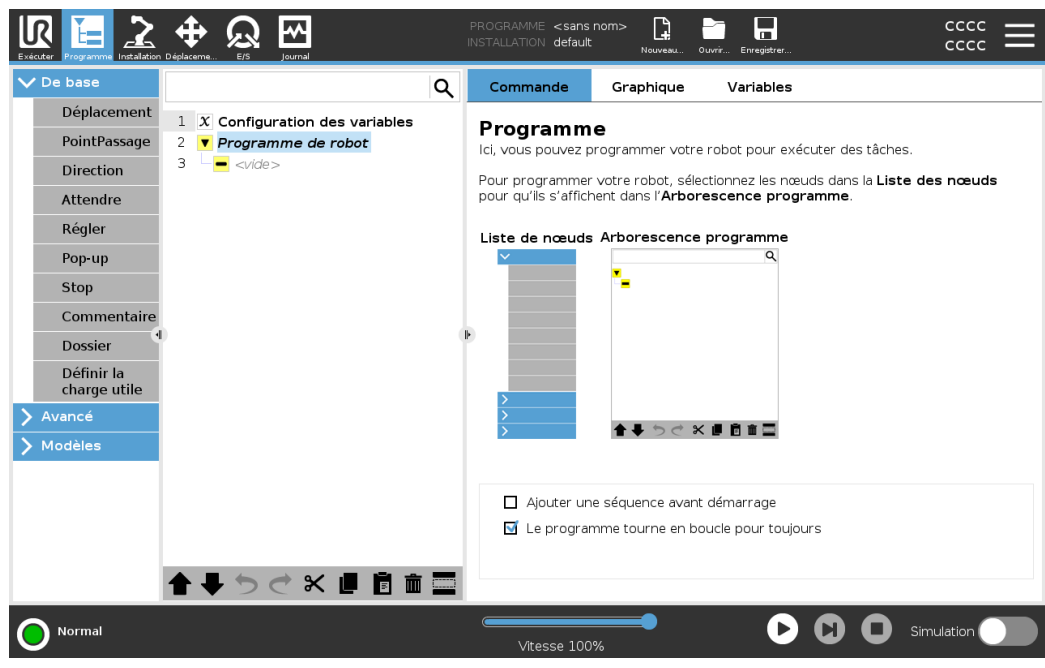 PROGRAMME <sans nom>
INSTALLATION default
Exécuter
Programme
Installation
Déplaceme...
E/S
Journal
Nouveau...
Ouvrir...
Enregistrer...
CCCC
CCCC
De base
Déplacement
PointPassage
Direction
Attendre
Régler
Pop-up
Stop
Commentaire
Dossier
Définir la
charge utile
Avancé
Modèles
1 x Configuration des variables
2 Programme de robot
3 <vide>
Commande
Graphique
Variables
Programme
Ici, vous pouvez programmer votre robot pour exécuter des tâches.
Pour programmer votre robot, sélectionnez les nœuds dans la Liste des nœuds
pour qu’ils s’affichent dans l’Arborescence programme.
Liste de nœuds
Arborescence programme
Ajouter une séquence avant démarrage
Le programme tourne en boucle pour toujours
Normal
Vitesse 100%
Simulation